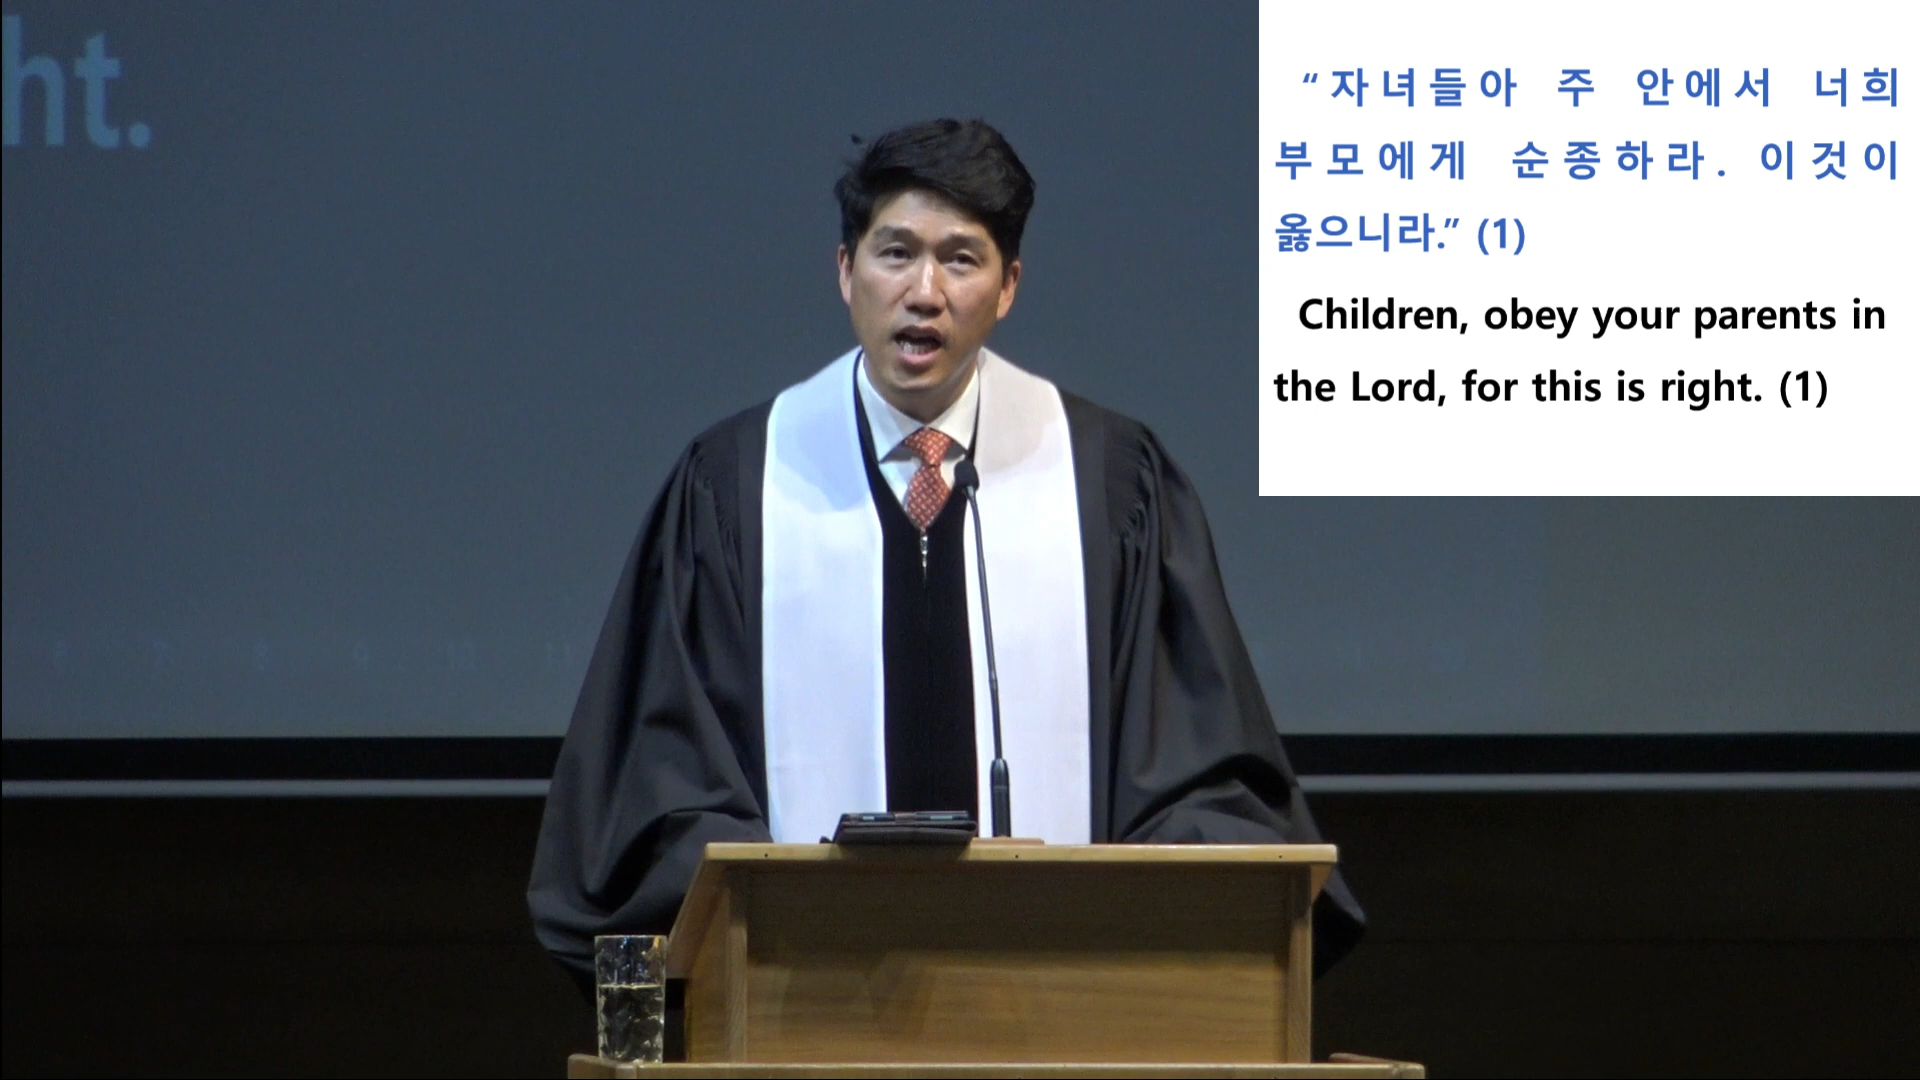 ht.
“자녀들아 주 안에서 너희
부모에게 순종하라. 이것이
옳으니라.” (1)
Children, obey your parents in
the Lord, for this is right. (1)